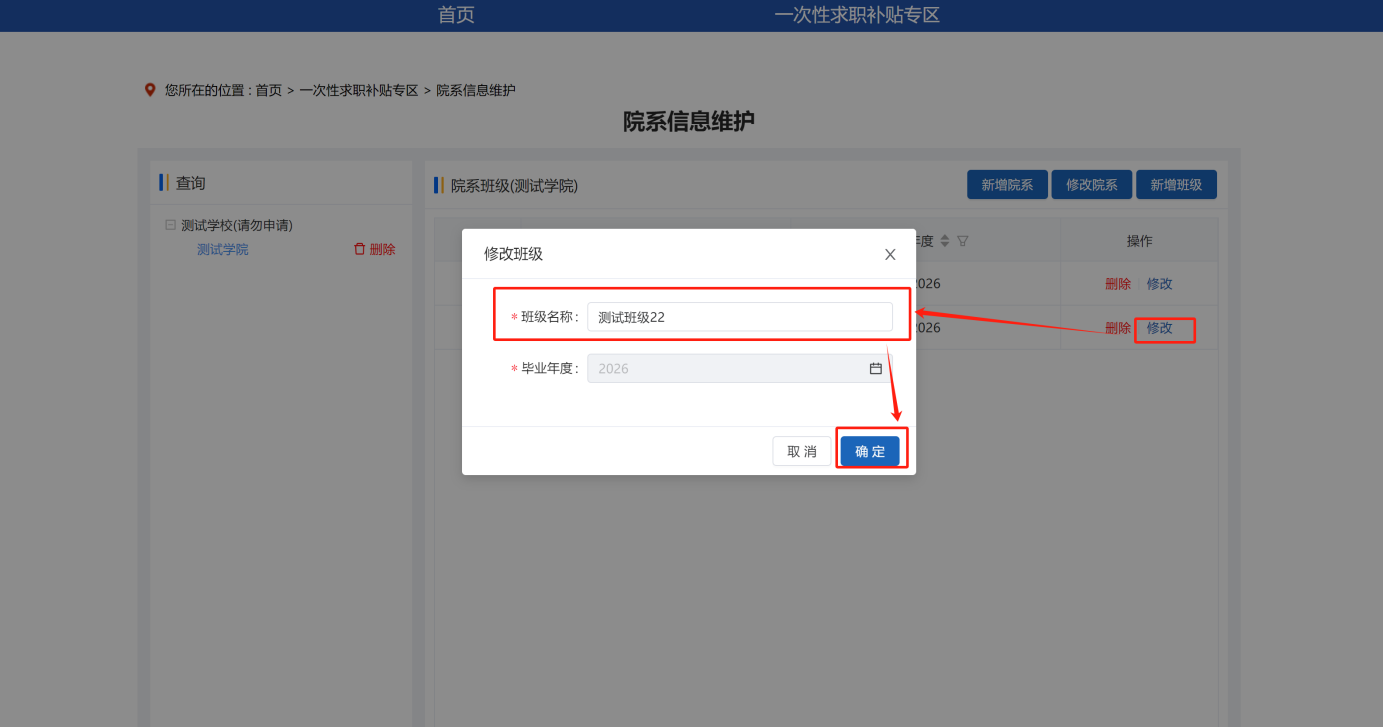 首页 一次性求职补贴专区
您所在的位置 : 首页 > 一次性求职补贴专区 > 院系信息维护
院系信息维护
查询
测试学校(请勿申请)
测试学院 删除
院系班级(测试学院) 新增院系 修改院系 新增班级
度 操作
026 删除 修改
026 删除 修改
修改班级
* 班级名称 : 测试班级22
* 毕业年度 : 2026
取 消 确 定